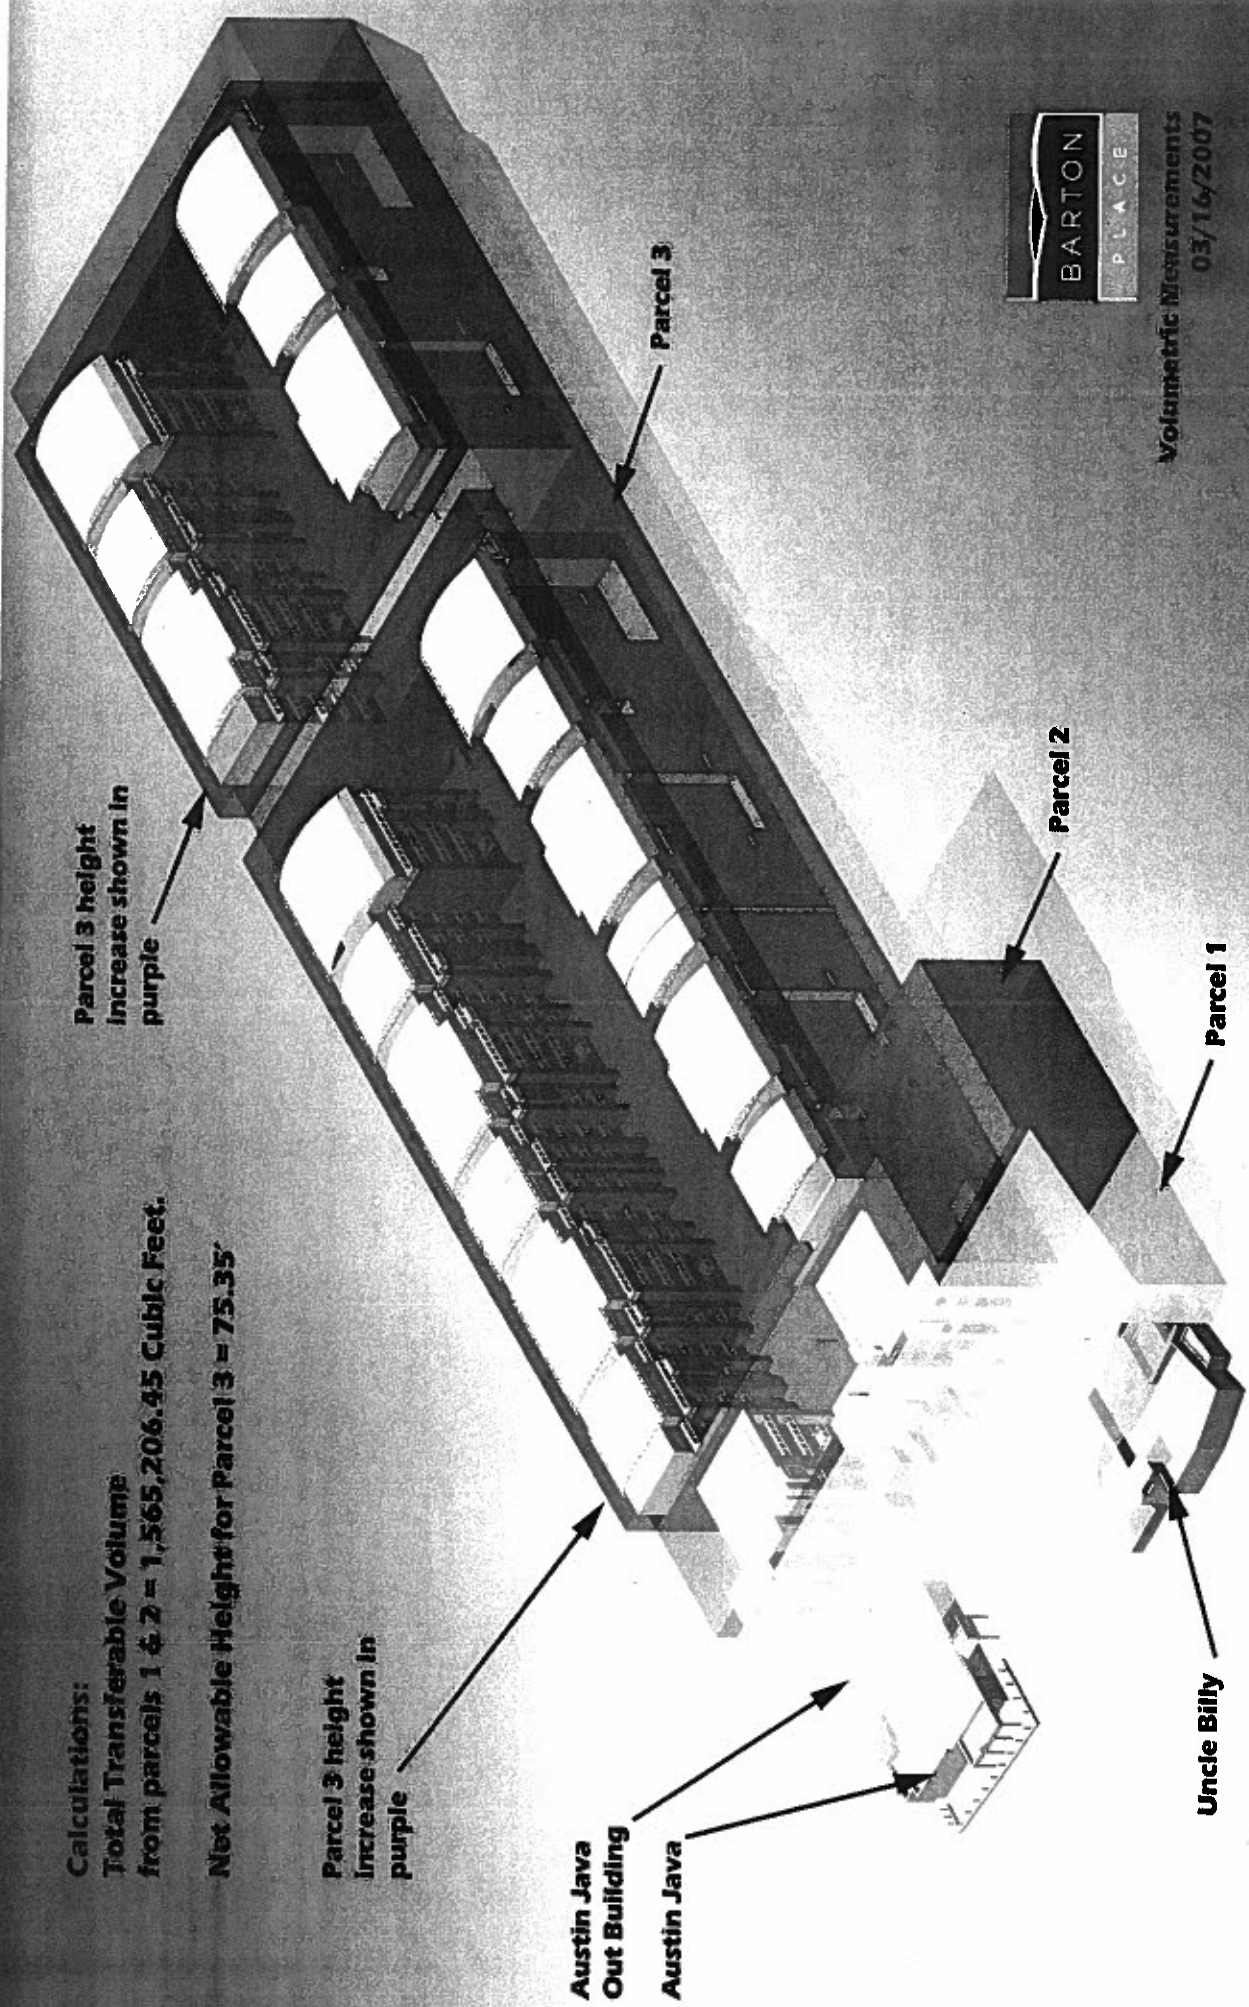 Calculations:
Total Transferable Volume
from parcels 1 & 2 = 1,565,206.45 Cubic Feet.
Net Allowable Height for Parcel 3 = 75.35'
Parcel 3 height
increase shown in
purple
Parcel 3 height
increase shown in
purple
Austin Java
Out Building
Austin Java
Uncle Billy
Parcel 1
Parcel 2
Parcel 3
BARTON
PLACE
Volumetric Measurements
03/16/2007